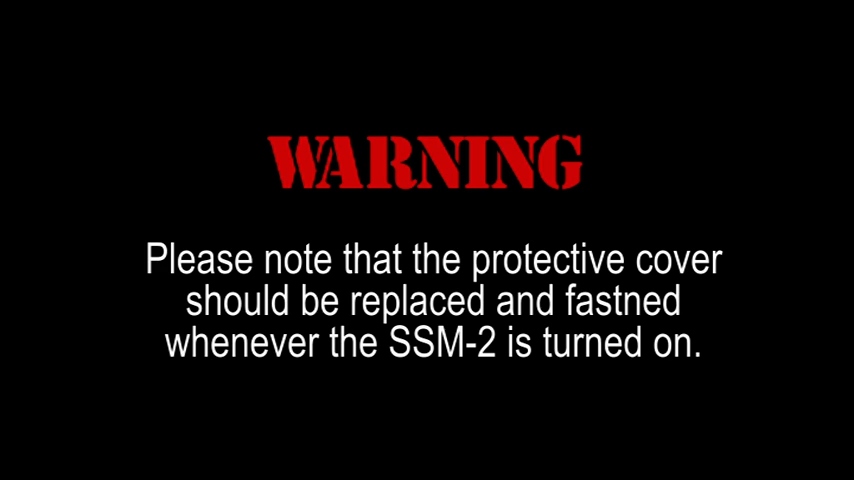 WARNING
Please note that the protective cover
should be replaced and fastned
whenever the SSM-2 is turned on.